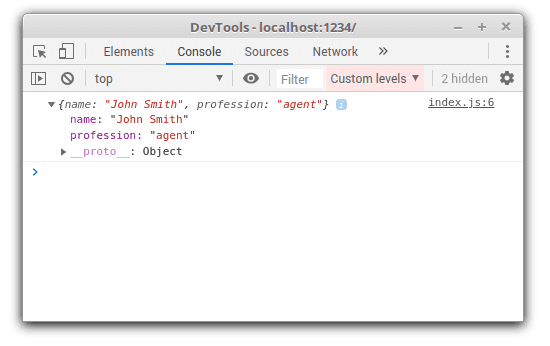 DevTools - localhost:1234/
Elements Console Sources Network »
top ▼ Filter Custom levels ▼ 2 hidden
▼{name: "John Smith", profession: "agent"} i index.js:6
name: "John Smith"
profession: "agent"
▶__proto__: Object
>